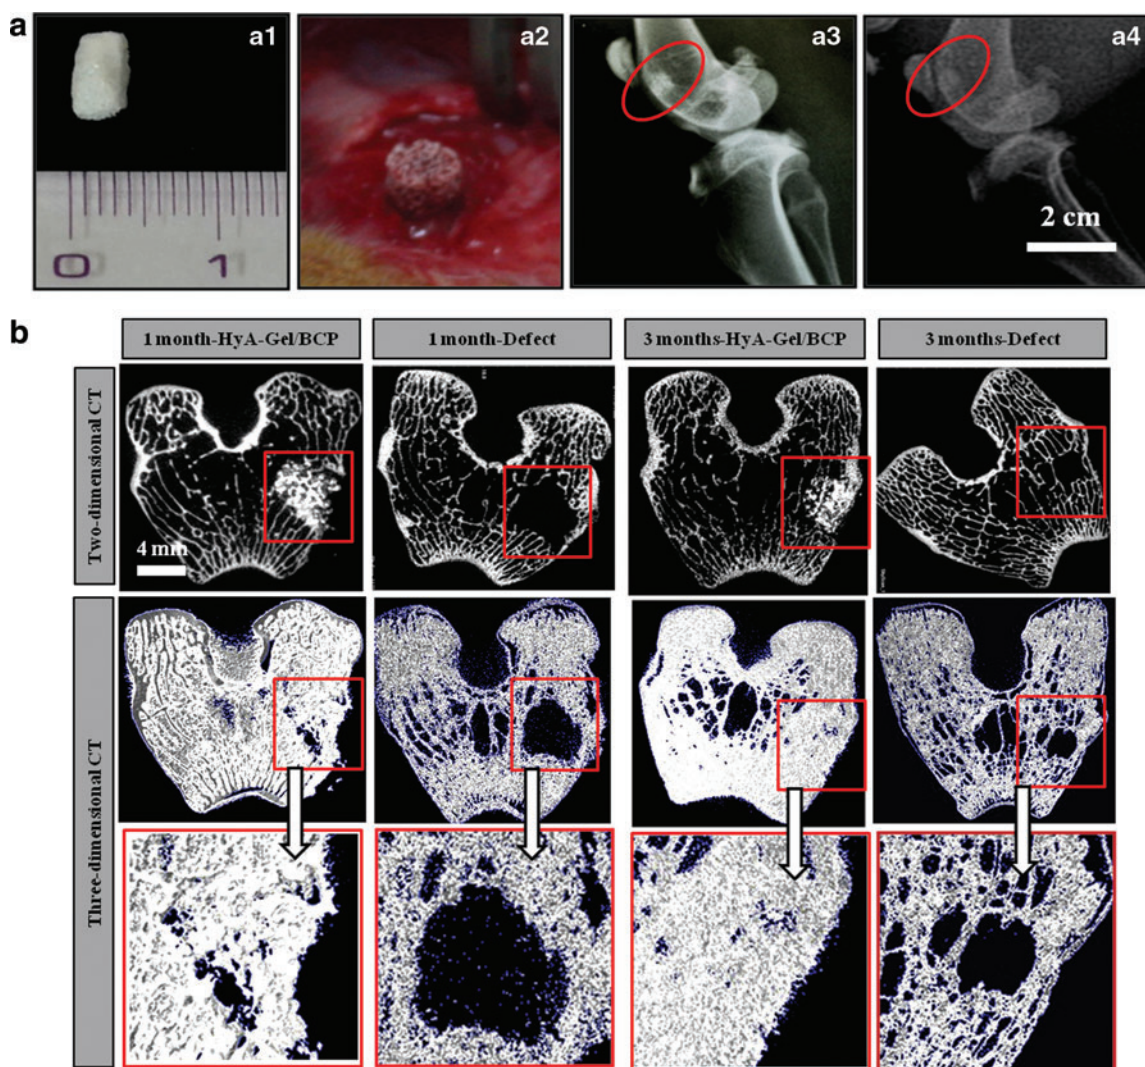 a
a1
a2
a3
a4
0
1
2 cm
b
1 month-HyA-Gel/BCP
1 month-Defect
3 months-HyA-Gel/BCP
3 months-Defect
Two-dimensional CT
4 mm
Three-dimensional CT